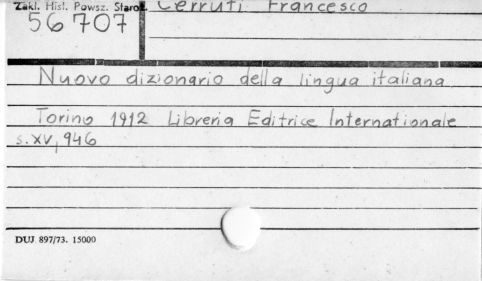 Zakł. Hist. Powsz. Staroż. Cerruti Francesco
56707
Nuovo dizionario della lingua italiana
Torino 1912 Libreria Editrice Internationale
s. XV, 946
DUJ 897/73. 15000